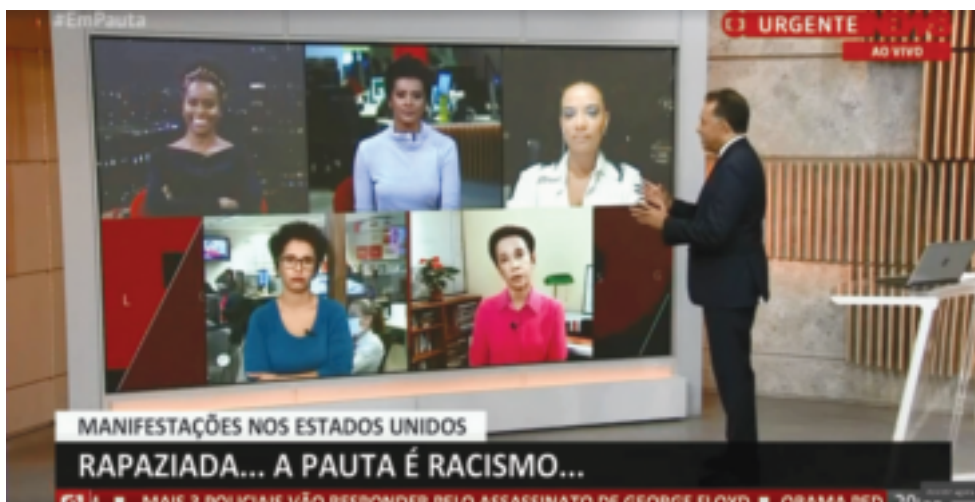 #EmPauta
URGENTE
AO VIVO
MANIFESTAÇÕES NOS ESTADOS UNIDOS
RAPAZIADA... A PAUTA É RACISMO...
G1 MAIS 3 POLICIAIS VÃO RESPONDER PELO ASSASSINATO DE GEORGE FLOYD ■ OBAMA PED